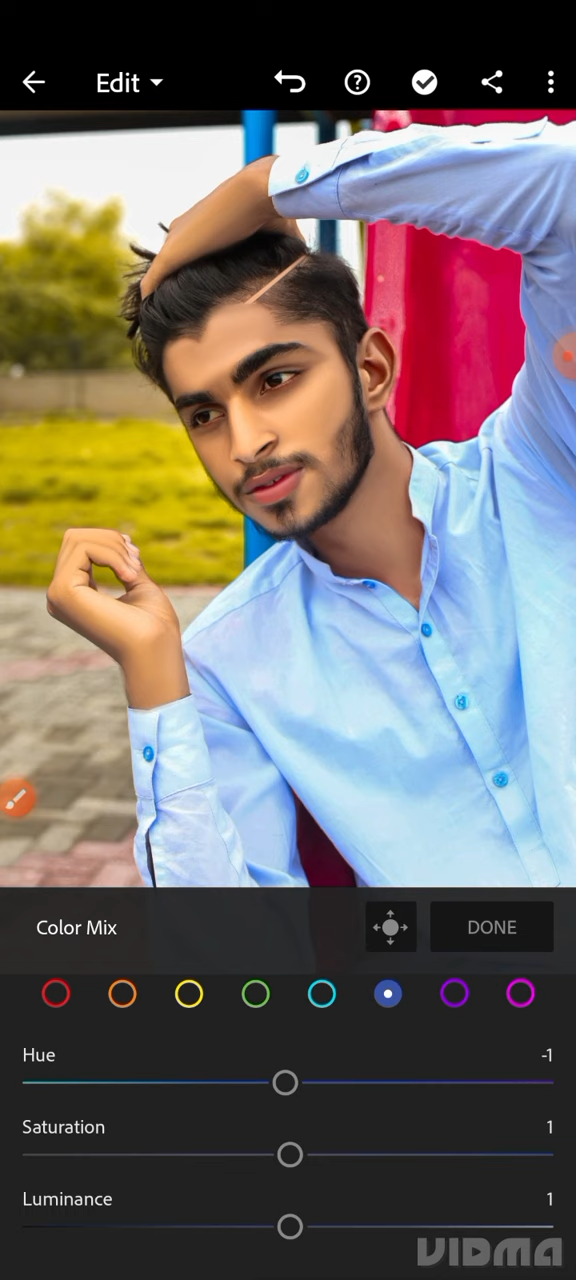 Edit
Color Mix
DONE
Hue
-1
Saturation
1
Luminance
1
VIDMA